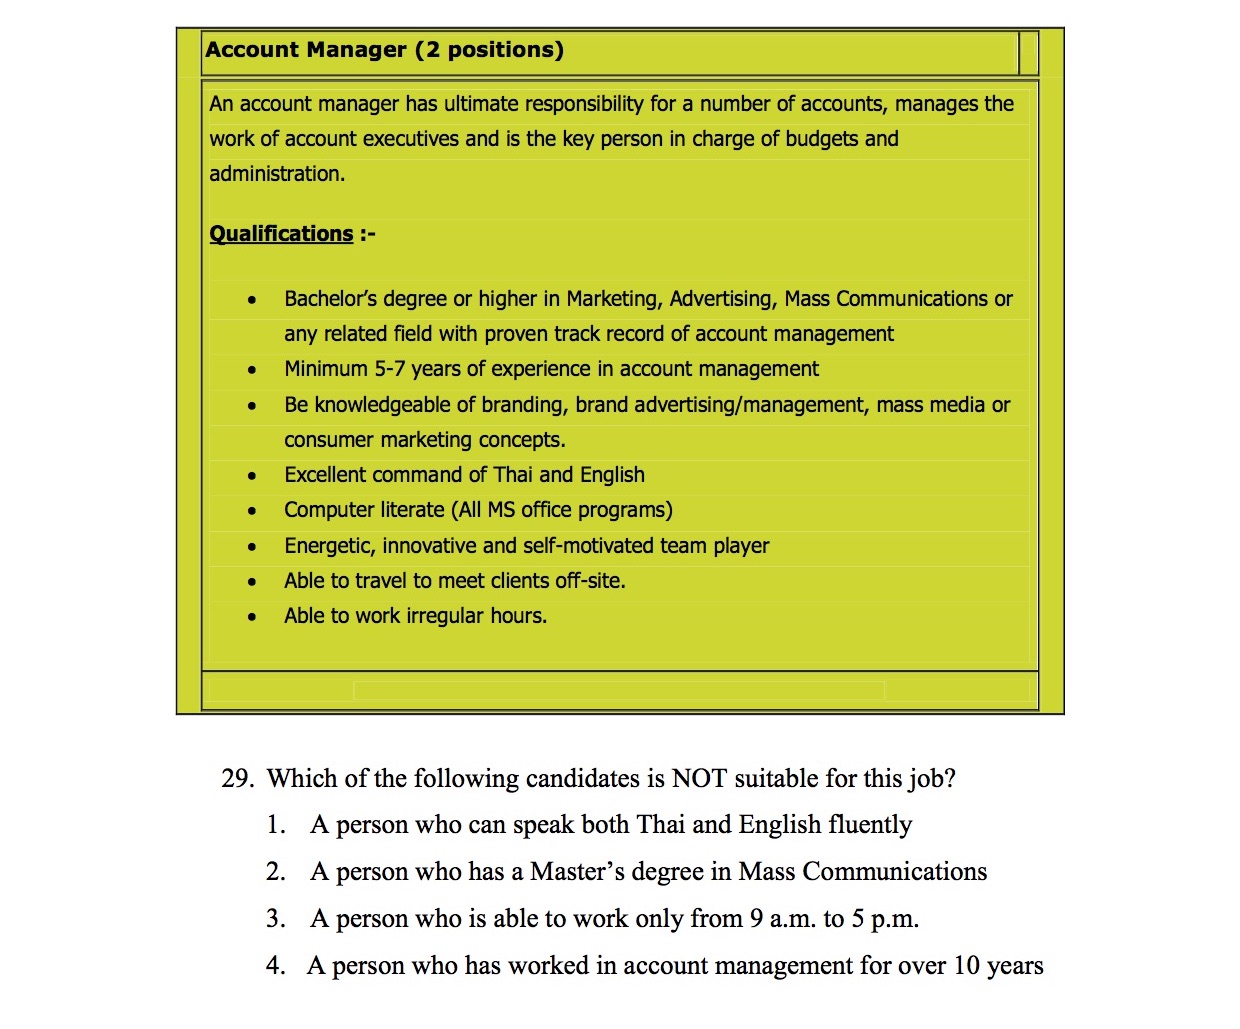 Account Manager (2 positions)
An account manager has ultimate responsibility for a number of accounts, manages the
work of account executives and is the key person in charge of budgets and
administration.
Qualifications :-
• Bachelor’s degree or higher in Marketing, Advertising, Mass Communications or
any related field with proven track record of account management
• Minimum 5-7 years of experience in account management
• Be knowledgeable of branding, brand advertising/management, mass media or
consumer marketing concepts.
• Excellent command of Thai and English
• Computer literate (All MS office programs)
• Energetic, innovative and self-motivated team player
• Able to travel to meet clients off-site.
• Able to work irregular hours.
29. Which of the following candidates is NOT suitable for this job?
1. A person who can speak both Thai and English fluently
2. A person who has a Master’s degree in Mass Communications
3. A person who is able to work only from 9 a.m. to 5 p.m.
4. A person who has worked in account management for over 10 years